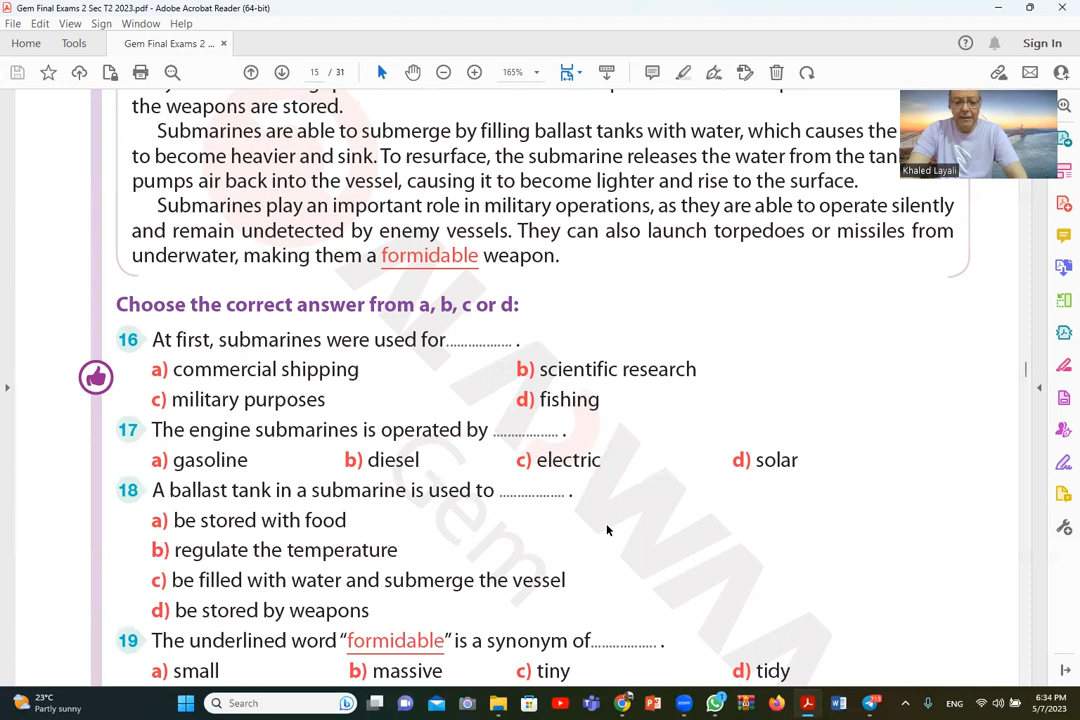 Gem Final Exams 2 Sec T2 2023.pdf - Adobe Acrobat Reader (64-bit)
File Edit View Sign Window Help
Home Tools Gem Final Exams 2 ... × Sign In
15 / 31 165%
the weapons are stored.
Submarines are able to submerge by filling ballast tanks with water, which causes the
to become heavier and sink. To resurface, the submarine releases the water from the tan
pumps air back into the vessel, causing it to become lighter and rise to the surface.
Khaled Layali
Submarines play an important role in military operations, as they are able to operate silently
and remain undetected by enemy vessels. They can also launch torpedoes or missiles from
underwater, making them a formidable weapon.
Choose the correct answer from a, b, c or d:
16 At first, submarines were used for.................. .
a) commercial shipping b) scientific research
c) military purposes d) fishing
17 The engine submarines is operated by .................. .
a) gasoline b) diesel c) electric d) solar
18 A ballast tank in a submarine is used to .................. .
a) be stored with food
b) regulate the temperature
c) be filled with water and submerge the vessel
d) be stored by weapons
19 The underlined word “formidable” is a synonym of.................. .
a) small b) massive c) tiny d) tidy
ALADWAA
Gem
23°C
Partly sunny
Search
ENG
6:34 PM
5/7/2023